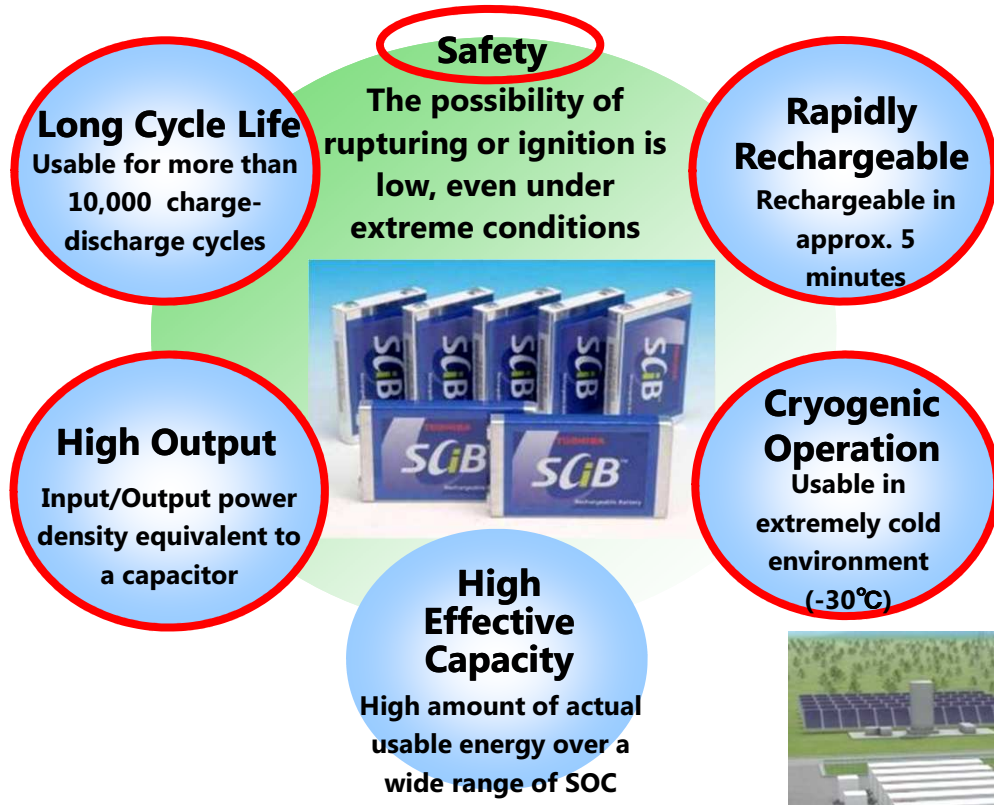 Safety
The possibility of
rupturing or ignition is
low, even under
extreme conditions
Long Cycle Life
Usable for more than
10,000 charge-
discharge cycles
Rapidly
Rechargeable
Rechargeable in
approx. 5
minutes
SCiB
SCiB
SCiB
SCiB
SCiB
TOSHIBA
SCiB
TOSHIBA
SCiB™
Rechargeable Battery
High Output
Input/Output power
density equivalent to
a capacitor
Cryogenic
Operation
Usable in
extremely cold
environment
(-30℃)
High
Effective
Capacity
High amount of actual
usable energy over a
wide range of SOC